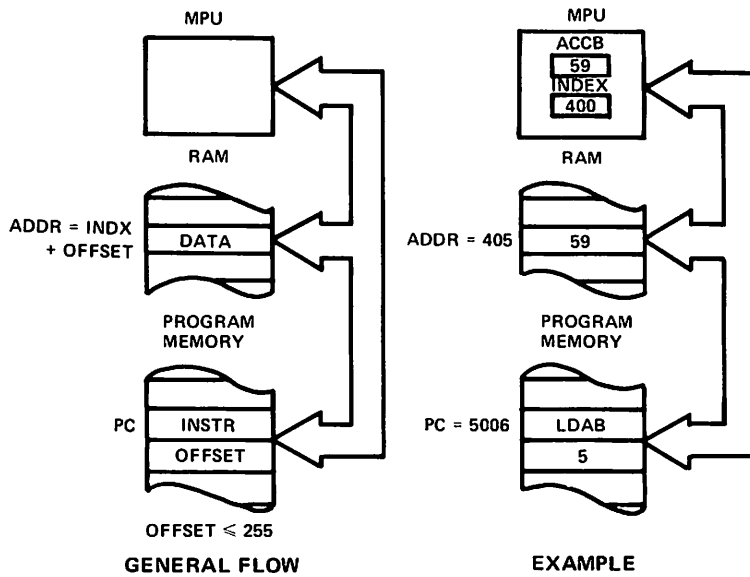 MPU
RAM
ADDR = INDX
+ OFFSET
DATA
PROGRAM
MEMORY
PC
INSTR
OFFSET
OFFSET ≤ 255
GENERAL FLOW
MPU
ACCB
59
INDEX
400
RAM
ADDR = 405
59
PROGRAM
MEMORY
PC = 5006
LDAB
5
EXAMPLE